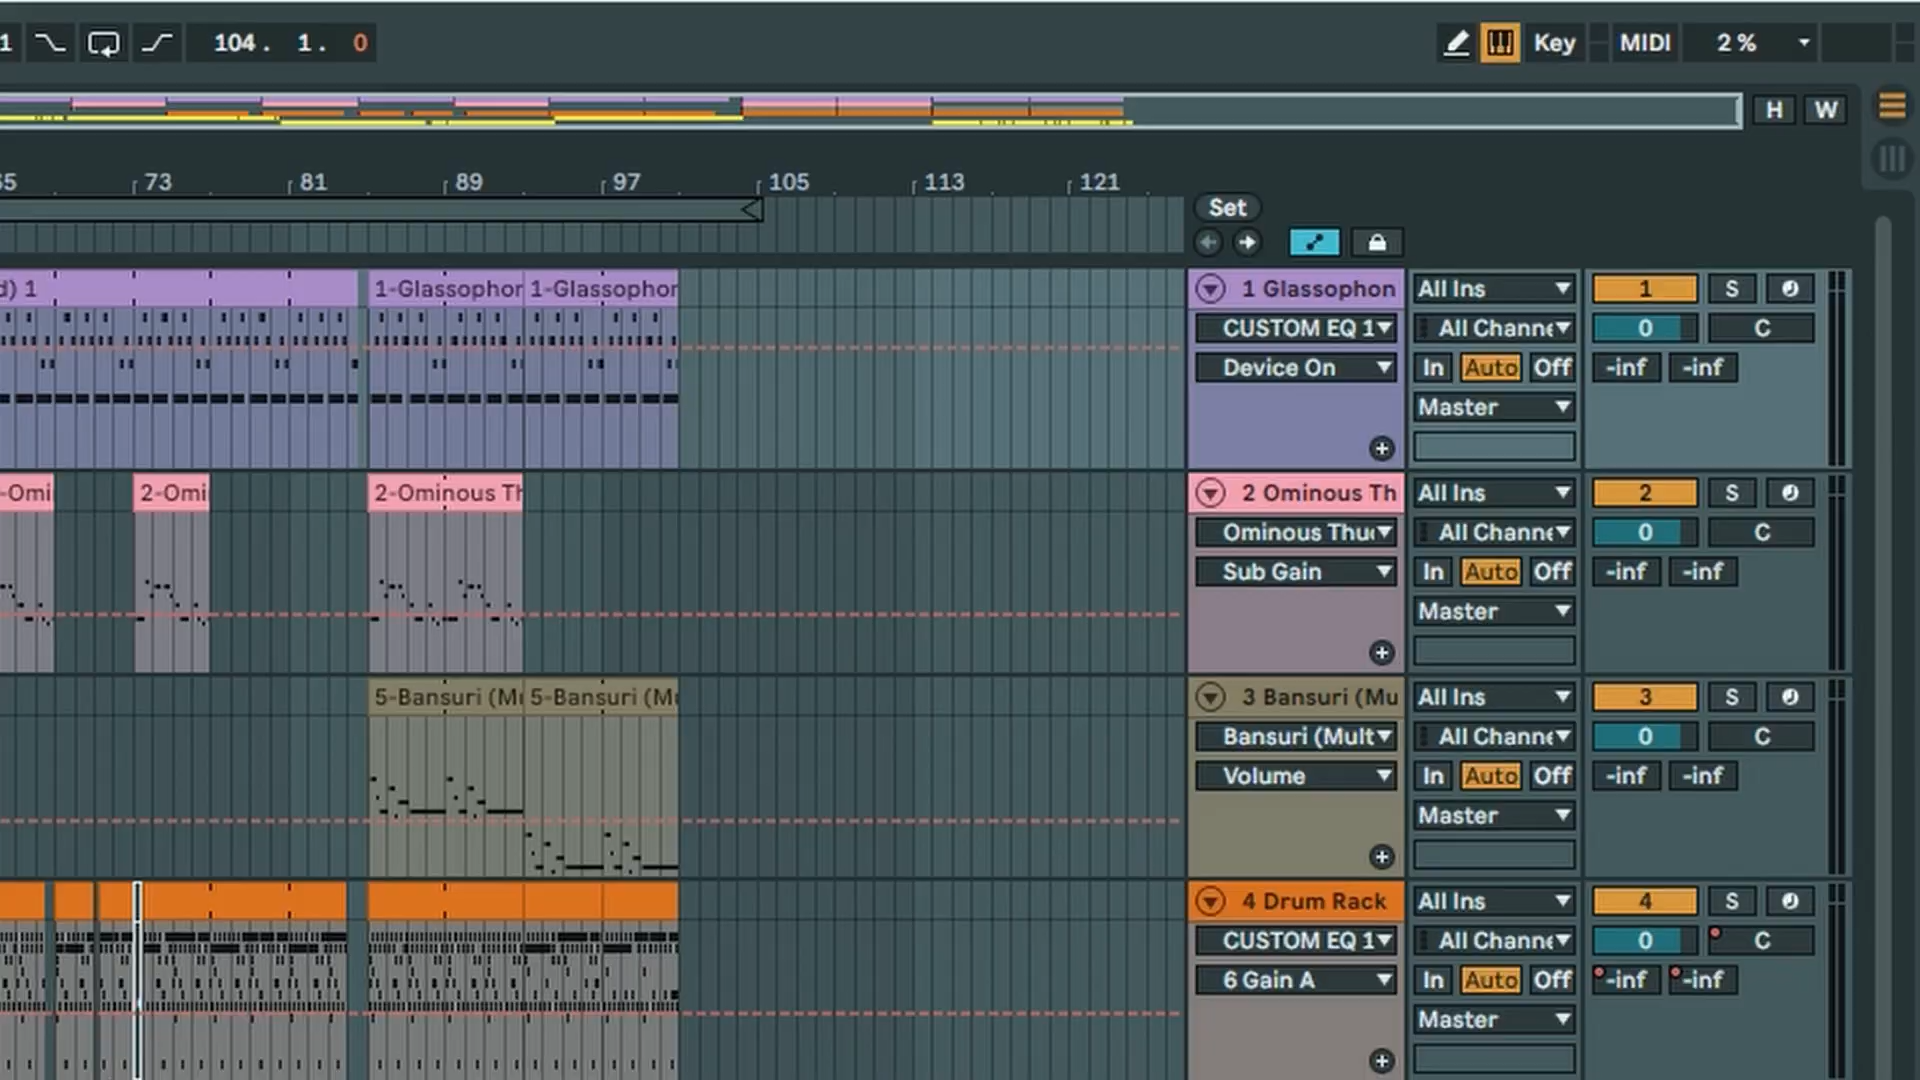 1 104. 1. 0 Key MIDI 2 %
H W
73 81 89 97 105 113 121
Set
d) 1 1-Glassophor 1-Glassophor 1 Glassophon All Ins 1 S
CUSTOM EQ 1 All Channe 0 C
Device On In Auto Off -inf -inf
Master
-Omi 2-Omi 2-Ominous Th 2 Ominous Th All Ins 2 S
Ominous Thu All Channe 0 C
Sub Gain In Auto Off -inf -inf
Master
5-Bansuri (Mu 5-Bansuri (Mu 3 Bansuri (Mu All Ins 3 S
Bansuri (Mult All Channe 0 C
Volume In Auto Off -inf -inf
Master
4 Drum Rack All Ins 4 S
CUSTOM EQ 1 All Channe 0 C
6 Gain A In Auto Off -inf -inf
Master